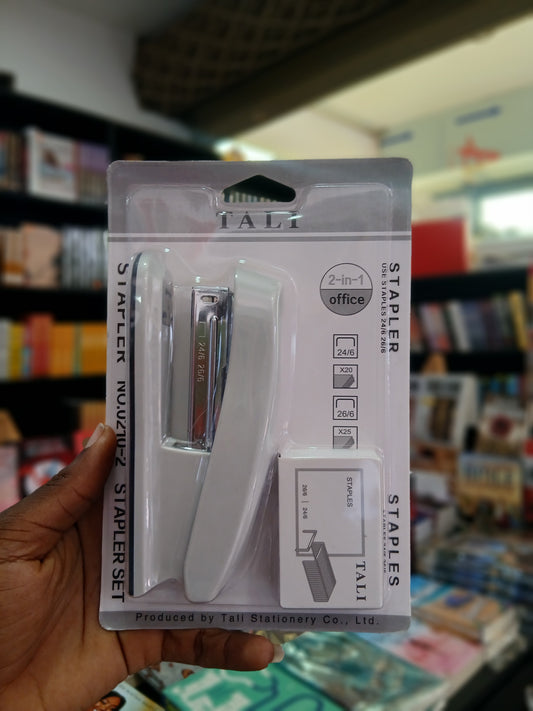 TALI
STAPLER
USE STAPLES 24/6 26/6
2-in-1
office
24/6
X20
26/6
X25
24/6 26/6
STAPLER NO.0210-2 STAPLER SET
STAPLES
STAPLES
26/6 | 24/6
TALI
Produced by Tali Stationery Co., Ltd.